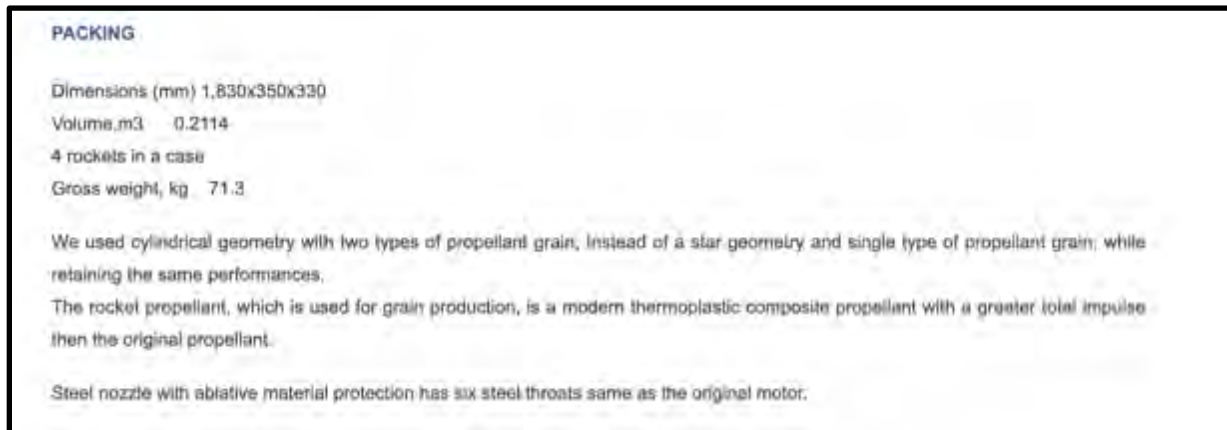 PACKING
Dimensions (mm) 1,830x350x330
Volume,m3 0.2114
4 rockets in a case
Gross weight, kg 71.3
We used cylindrical geometry with two types of propellant grain, instead of a star geometry and single type of propellant grain, while
retaining the same performances.
The rocket propellant, which is used for grain production, is a modern thermoplastic composite propellant with a greater total impulse
then the original propellant.
Steel nozzle with ablative material protection has six steel throats same as the original motor.